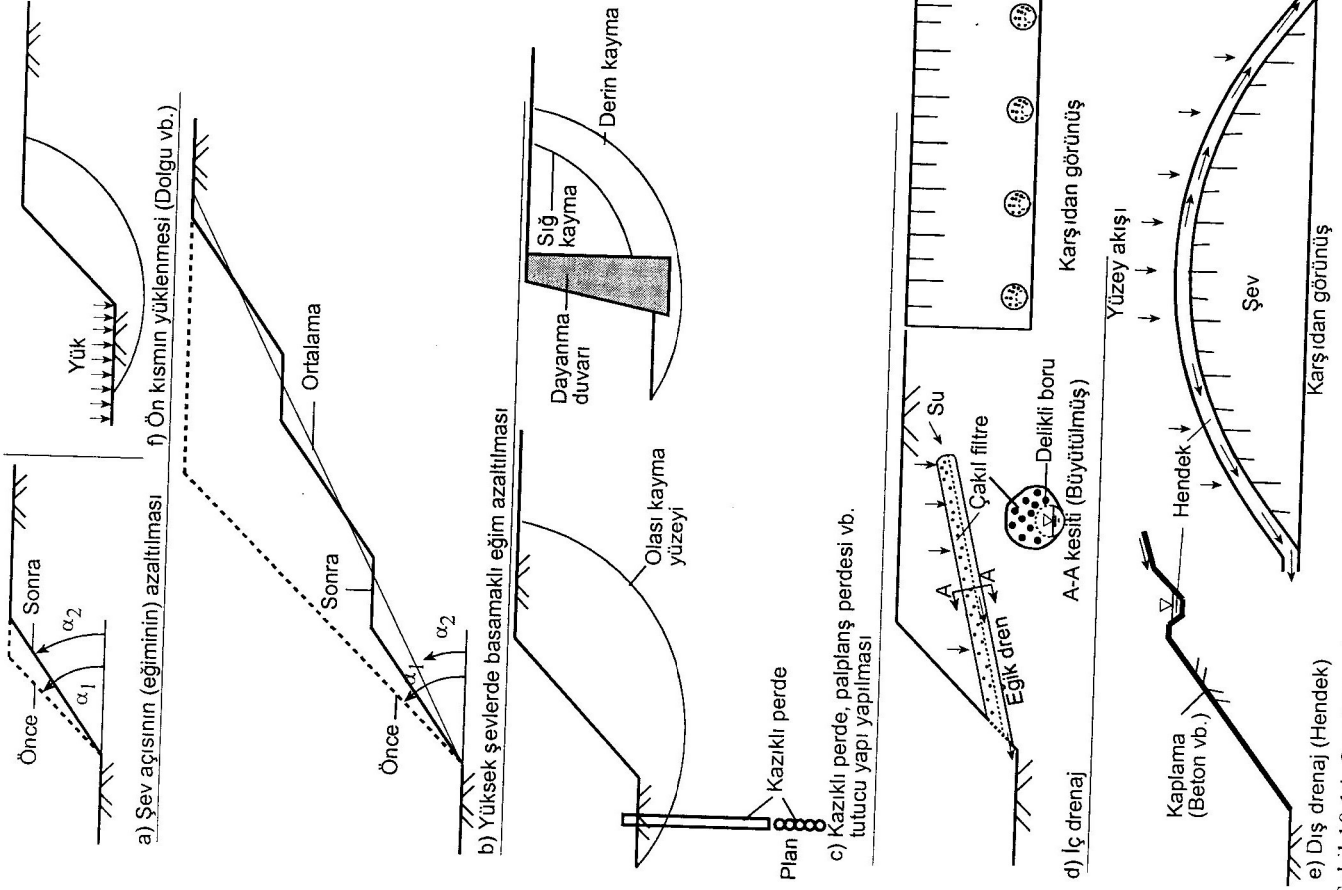 Önce
Sonra
α1
α2
a) Şev açısının (eğiminin) azaltılması
Yük
f) Ön kısmın yüklenmesi (Dolgu vb.)
Önce
Sonra
Ortalama
α1
α2
b) Yüksek şevlerde basamaklı eğim azaltılması
Olası kayma
yüzeyi
Kazıklı perde
Plan
Dayanma
duvarı
Sığ
kayma
Derin kayma
c) Kazıklı perde, palplanş perdesi vb.
tutucu yapı yapılması
Su
Çakıl filtre
A
A
Eğik dren
Delikli boru
A-A kesiti (Büyütülmüş)
Karşıdan görünüş
d) İç drenaj
Kaplama
(Beton vb.)
Hendek
Yüzey akışı
Şev
Karşıdan görünüş
e) Dış drenaj (Hendek)